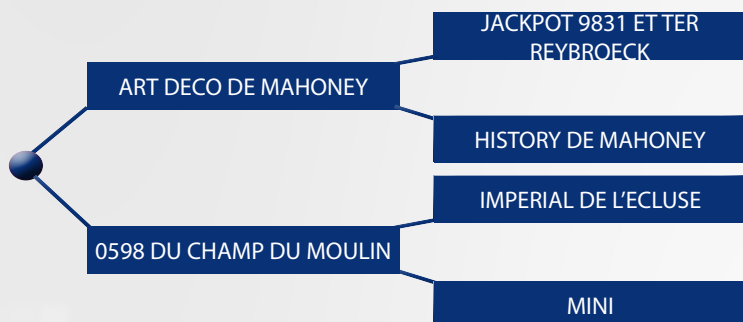 JACKPOT 9831 ET TER
REYBROECK
ART DECO DE MAHONEY
HISTORY DE MAHONEY
IMPERIAL DE L'ECLUSE
0598 DU CHAMP DU MOULIN
MINI